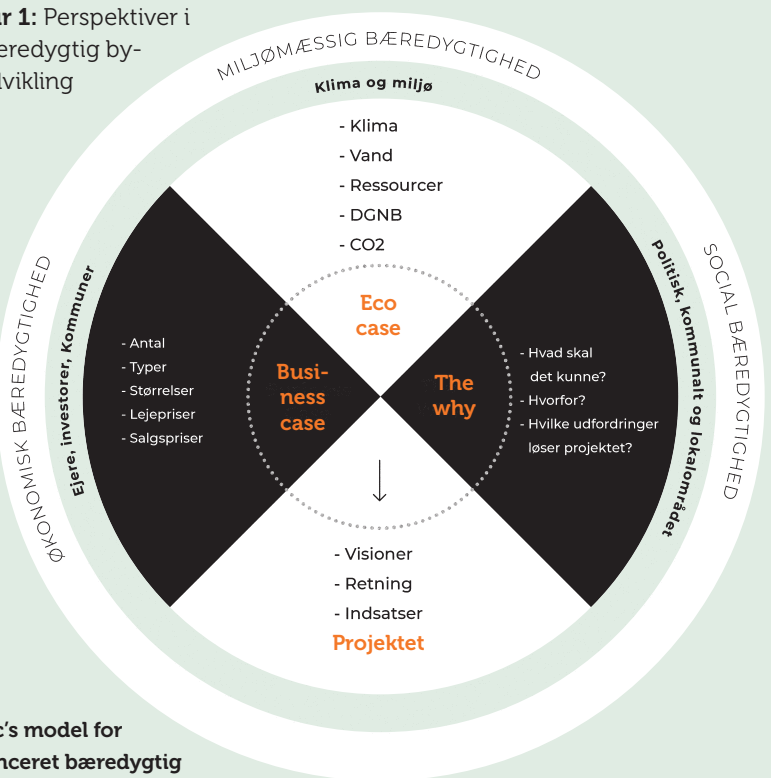 r 1: Perspektiver i
eredygtig by-
vikling
MILJØMÆSSIG BÆREDYGTIGHED
Klima og miljø
- Klima
- Vand
- Ressourcer
- DGNB
- CO2
Eco
case
ØKONOMISK BÆREDYGTIGHED
Ejere, investorer, Kommuner
- Antal
- Typer
- Størrelser
- Lejepriser
- Salgspriser
Busi-
ness
case
The
why
- Hvad skal
det kunne?
- Hvorfor?
- Hvilke udfordringer
løser projektet?
Politisk, kommunalt og lokalområdet
SOCIAL BÆREDYGTIGHED
- Visioner
- Retning
- Indsatser
Projektet
c's model for
nceret bæredygtig